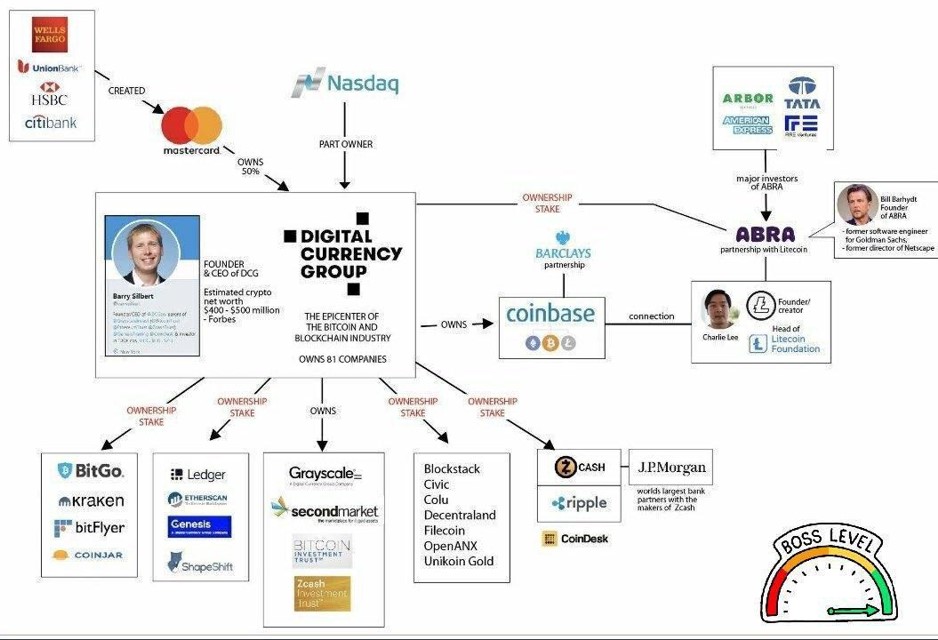 WELLS
FARGO
UnionBank
HSBC
citibank
CREATED
mastercard
OWNS
50%
Nasdaq
PART OWNER
ARBOR
TATA
AMERICAN
EXPRESS
Ventures
major investors
of ABRA
ABRA
partnership with Litecoin
Bill Barhydt
Founder
of ABRA
- former software engineer
for Goldman Sachs,
- former director of Netscape
OWNERSHIP
STAKE
Barry Silbert
New York
FOUNDER
& CEO of DCG
Estimated crypto
net worth
$400 - $500 million
- Forbes
DIGITAL
CURRENCY
GROUP
THE EPICENTER OF
THE BITCOIN AND
BLOCKCHAIN INDUSTRY
OWNS 81 COMPANIES
BARCLAYS
partnership
OWNS
coinbase
connection
Charlie Lee
Founder/
creator
Head of
Litecoin
Foundation
OWNERSHIP
STAKE
OWNERSHIP
STAKE
OWNS
OWNERSHIP
STAKE
OWNERSHIP
STAKE
BitGo
kraken
bitFlyer
COINJAR
Ledger
ETHERSCAN
Genesis
ShapeShift
Grayscale
secondmarket
BITCOIN
INVESTMENT
TRUST
Zcash
Investment
Trust
Blockstack
Civic
Colu
Decentraland
Filecoin
OpenANX
Unikoin Gold
ZCASH
ripple
CoinDesk
J.P.Morgan
worlds largest bank
partners with the
makers of Zcash
BOSS LEVEL